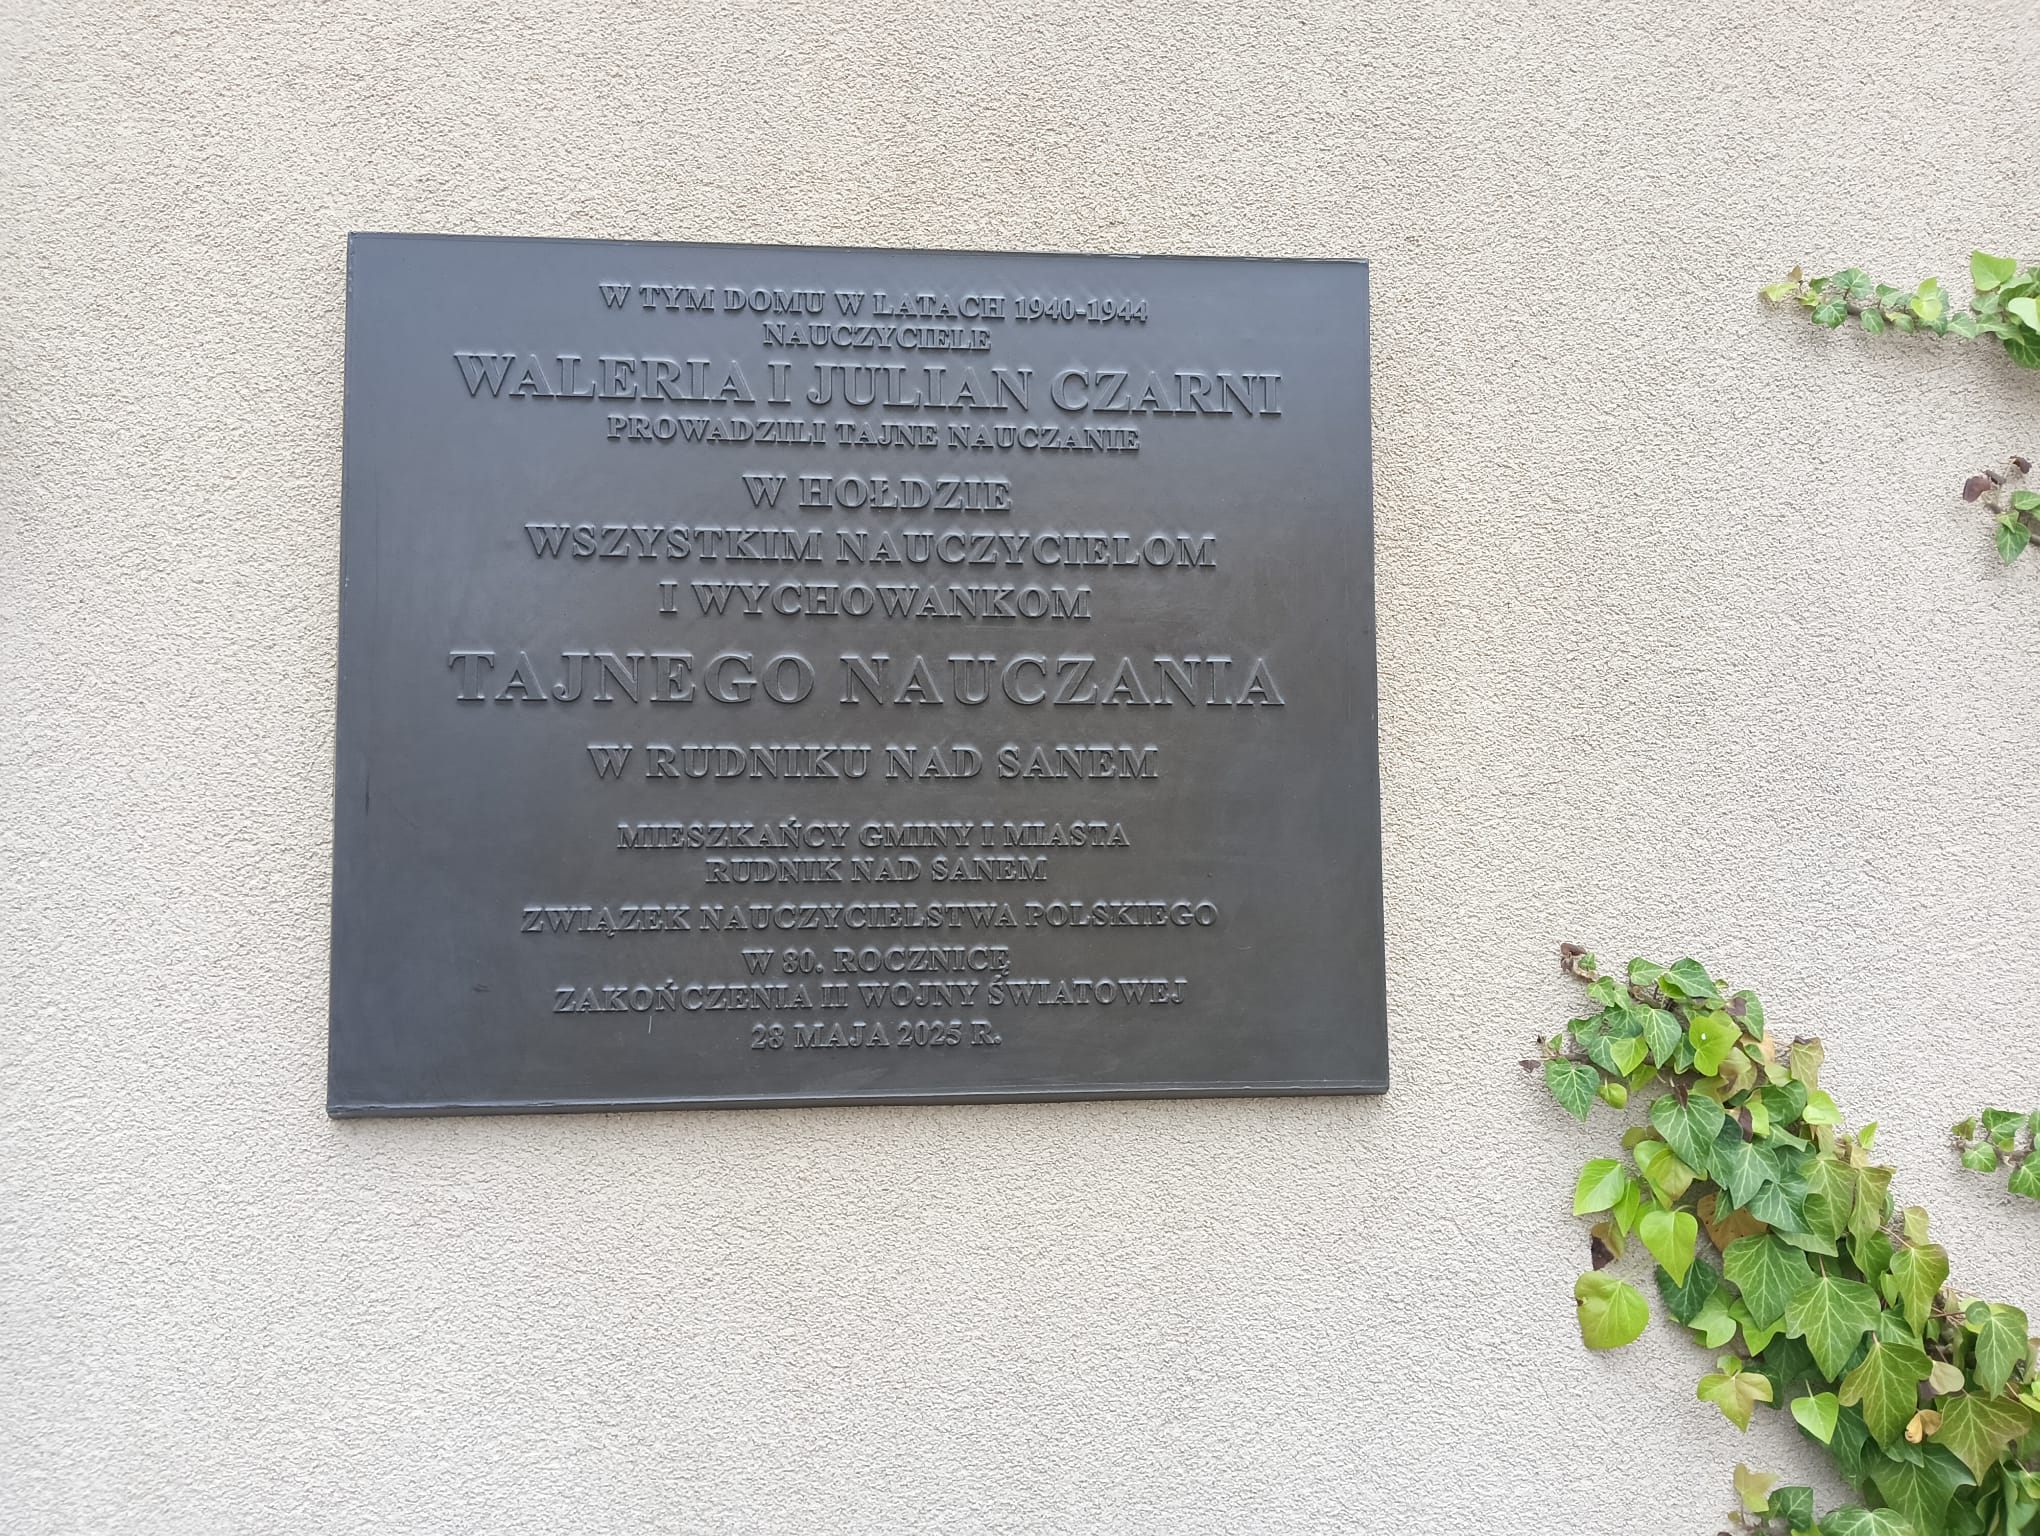 W TYM DOMU W LATACH 1940-1944
NAUCZYCIELE
WALERIA I JULIAN CZARNI
PROWADZILI TAJNE NAUCZANIE
W HOŁDZIE
WSZYSTKIM NAUCZYCIELOM
I WYCHOWANKOM
TAJNEGO NAUCZANIA
W RUDNIKU NAD SANEM
MIESZKAŃCY GMINY I MIASTA
RUDNIK NAD SANEM
ZWIĄZEK NAUCZYCIELSTWA POLSKIEGO
W 80. ROCZNICĘ
ZAKOŃCZENIA II WOJNY ŚWIATOWEJ
28 MAJA 2025 R.